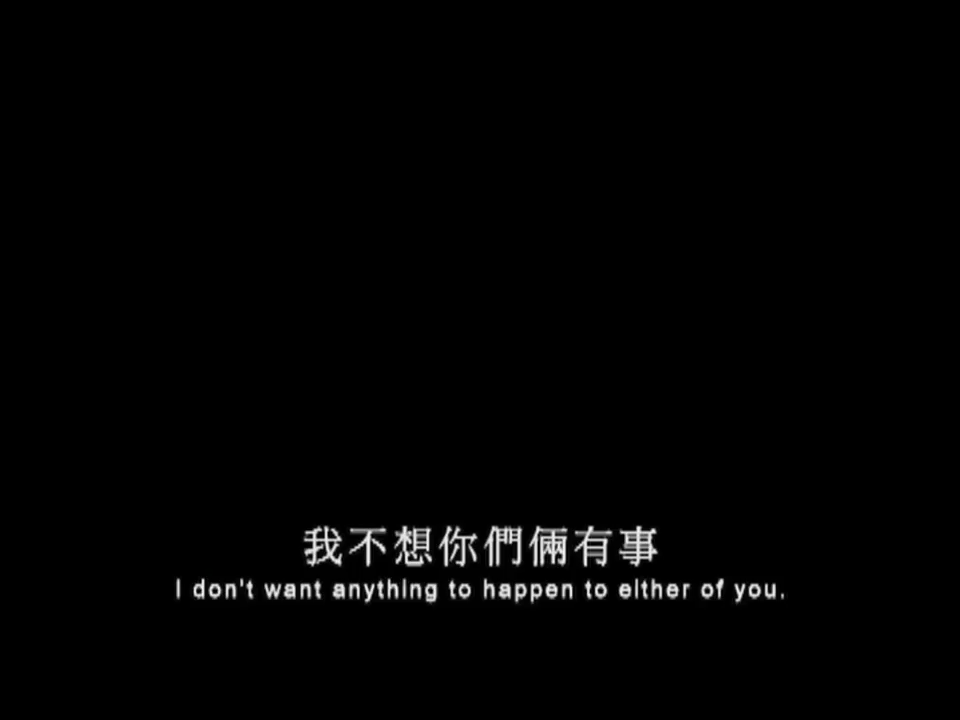 我不想你們倆有事
I don't want anything to happen to either of you.